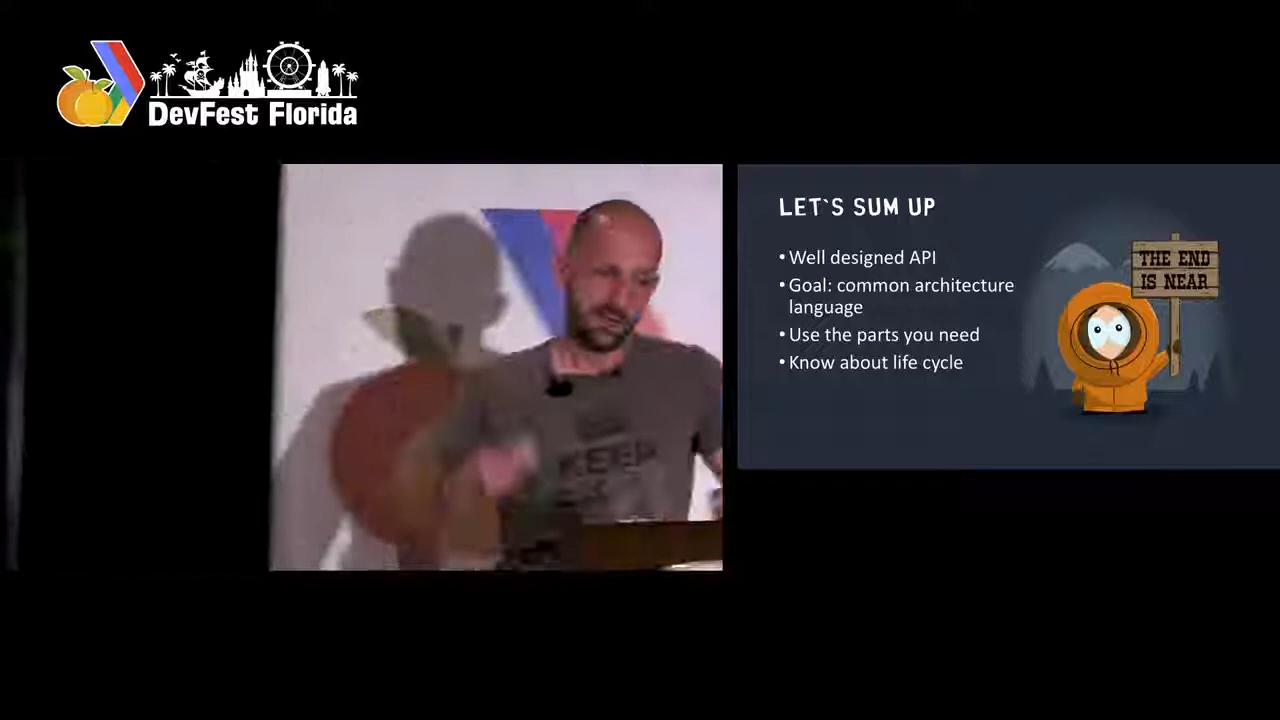 DevFest Florida
LET`S SUM UP
• Well designed API
• Goal: common architecture
language
• Use the parts you need
• Know about life cycle
THE END
IS NEAR
KEEP